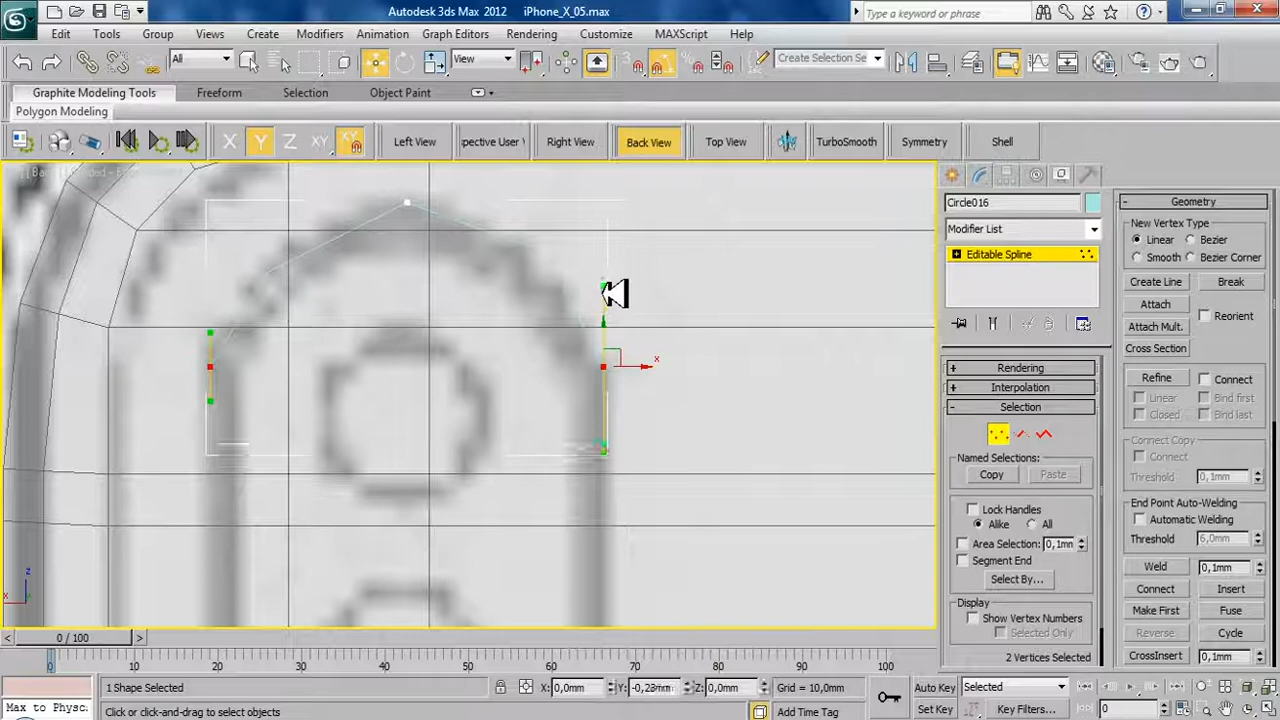 Autodesk 3ds Max 2012 iPhone_X_05.max
Type a keyword or phrase
Edit Tools Group Views Create Modifiers Animation Graph Editors Rendering Customize MAXScript Help
All View Create Selection Se
Graphite Modeling Tools Freeform Selection Object Paint
Polygon Modeling
X Y Z XY XY Left View pective User V Right View Back View Top View TurboSmooth Symmetry Shell
Circle016
Modifier List
Editable Spline
Rendering
Interpolation
Selection
Named Selections:
Copy Paste
Lock Handles
Alike All
Area Selection: 0,1mm
Segment End
Select By...
Display
Show Vertex Numbers
Selected Only
2 Vertices Selected
Geometry
New Vertex Type
Linear Bezier
Smooth Bezier Corner
Create Line Break
Attach Reorient
Attach Mult.
Cross Section
Refine Connect
Linear Bind first
Closed Bind last
Connect Copy
Connect
Threshold 0,1mm
End Point Auto-Welding
Automatic Welding
Threshold 6,0mm
Weld 0,1mm
Connect Insert
Make First Fuse
Reverse Cycle
CrossInsert 0,1mm
x
z
x
< 0 / 100 >
0 10 20 30 40 50 60 70 80 90 100
1 Shape Selected X: 0,0mm Y: -0,23mm Z: 0,0mm Grid = 10,0mm Auto Key Selected
Max to Physc Click or click-and-drag to select objects Add Time Tag Set Key Key Filters... 0